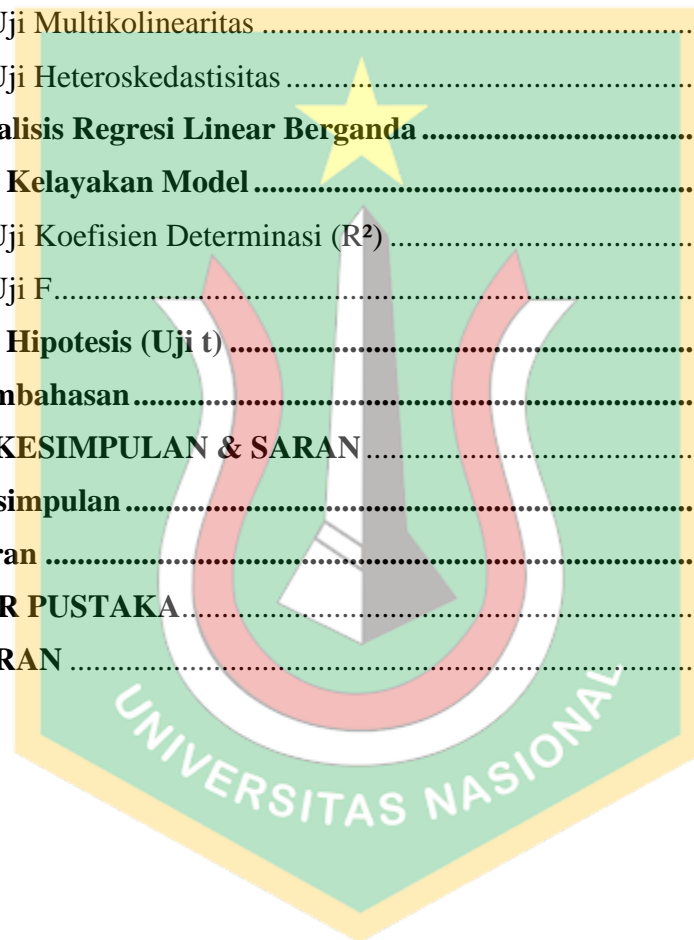 Uji Multikolinearitas ..........................................................
Uji Heteroskedastisitas .......................................................
alisis Regresi Linear Berganda .....................................
Kelayakan Model ..........................................................
Uji Koefisien Determinasi (R²) ..........................................
Uji F....................................................................................
Hipotesis (Uji t) .............................................................
mbahasan.........................................................................
KESIMPULAN & SARAN ..............................................
simpulan ..........................................................................
ran ....................................................................................
R PUSTAKA ....................................................................
RAN ..................................................................................
UNIVERSITAS NASIONAL